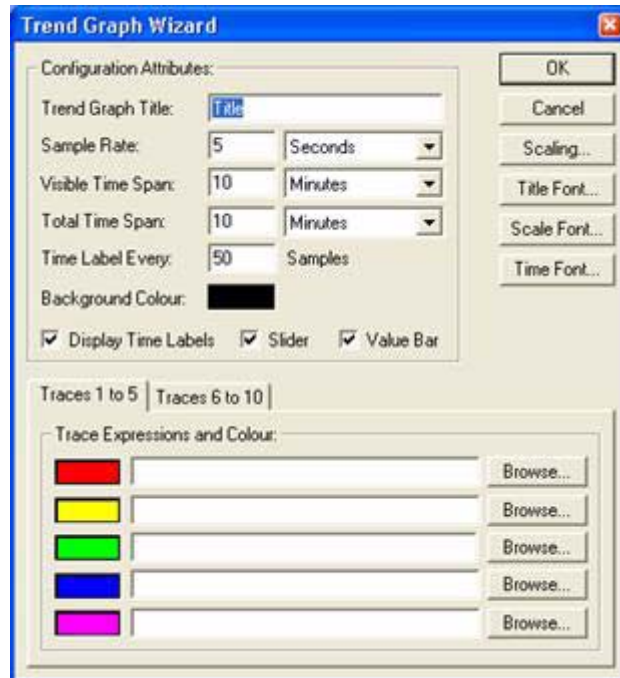 Trend Graph Wizard
Configuration Attributes:
Trend Graph Title: Title
Sample Rate: 5 Seconds
Visible Time Span: 10 Minutes
Total Time Span: 10 Minutes
Time Label Every: 50 Samples
Background Colour:
Display Time Labels Slider Value Bar
OK
Cancel
Scaling...
Title Font...
Scale Font...
Time Font...
Traces 1 to 5 Traces 6 to 10
Trace Expressions and Colour:
Browse...
Browse...
Browse...
Browse...
Browse...